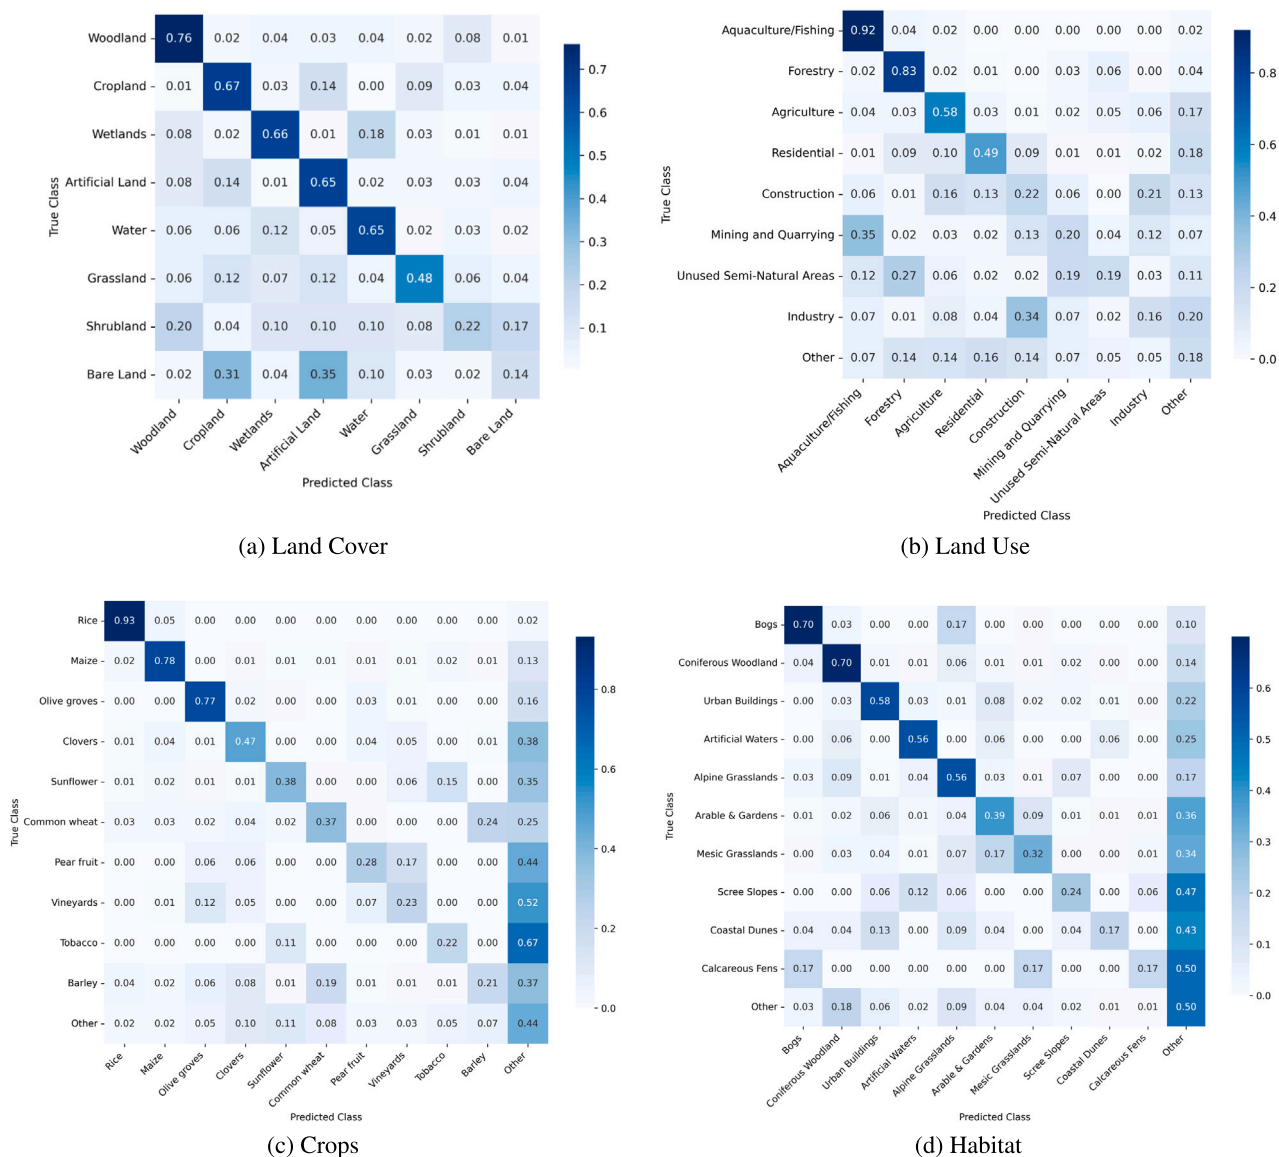 Woodland 0.76 0.02 0.04 0.03 0.04 0.02 0.08 0.01
Cropland 0.01 0.67 0.03 0.14 0.00 0.09 0.03 0.04
Wetlands 0.08 0.02 0.66 0.01 0.18 0.03 0.01 0.01
Artificial Land 0.08 0.14 0.01 0.65 0.02 0.03 0.03 0.04
Water 0.06 0.06 0.12 0.05 0.65 0.02 0.03 0.02
Grassland 0.06 0.12 0.07 0.12 0.04 0.48 0.06 0.04
Shrubland 0.20 0.04 0.10 0.10 0.10 0.08 0.22 0.17
Bare Land 0.02 0.31 0.04 0.35 0.10 0.03 0.02 0.14
True Class
Woodland Cropland Wetlands Artificial Land Water Grassland Shrubland Bare Land
Predicted Class
0.7
0.6
0.5
0.4
0.3
0.2
0.1
(a) Land Cover
Aquaculture/Fishing 0.92 0.04 0.02 0.00 0.00 0.00 0.00 0.00 0.02
Forestry 0.02 0.83 0.02 0.01 0.00 0.03 0.06 0.00 0.04
Agriculture 0.04 0.03 0.58 0.03 0.01 0.02 0.05 0.06 0.17
Residential 0.01 0.09 0.10 0.49 0.09 0.01 0.01 0.02 0.18
Construction 0.06 0.01 0.16 0.13 0.22 0.06 0.00 0.21 0.13
Mining and Quarrying 0.35 0.02 0.03 0.02 0.13 0.20 0.04 0.12 0.07
Unused Semi-Natural Areas 0.12 0.27 0.06 0.02 0.02 0.19 0.19 0.03 0.11
Industry 0.07 0.01 0.08 0.04 0.34 0.07 0.02 0.16 0.20
Other 0.07 0.14 0.14 0.16 0.14 0.07 0.05 0.05 0.18
True Class
Aquaculture/Fishing Forestry Agriculture Residential Construction Mining and Quarrying Unused Semi-Natural Areas Industry Other
Predicted Class
0.8
0.6
0.4
0.2
0.0
(b) Land Use
Rice 0.93 0.05 0.00 0.00 0.00 0.00 0.00 0.00 0.00 0.00 0.02
Maize 0.02 0.78 0.00 0.01 0.01 0.01 0.01 0.01 0.02 0.01 0.13
Olive groves 0.00 0.00 0.77 0.02 0.00 0.00 0.03 0.01 0.00 0.00 0.16
Clovers 0.01 0.04 0.01 0.47 0.00 0.00 0.04 0.05 0.00 0.01 0.38
Sunflower 0.01 0.02 0.01 0.01 0.38 0.00 0.00 0.06 0.15 0.00 0.35
Common wheat 0.03 0.03 0.02 0.04 0.02 0.37 0.00 0.00 0.00 0.24 0.25
Pear fruit 0.00 0.00 0.06 0.06 0.00 0.00 0.28 0.17 0.00 0.00 0.44
Vineyards 0.00 0.01 0.12 0.05 0.00 0.00 0.07 0.23 0.00 0.00 0.52
Tobacco 0.00 0.00 0.00 0.00 0.11 0.00 0.00 0.00 0.22 0.00 0.67
Barley 0.04 0.02 0.06 0.08 0.01 0.19 0.01 0.01 0.01 0.21 0.37
Other 0.02 0.02 0.05 0.10 0.11 0.08 0.03 0.03 0.05 0.07 0.44
True Class
Rice Maize Olive groves Clovers Sunflower Common wheat Pear fruit Vineyards Tobacco Barley Other
Predicted Class
0.8
0.6
0.4
0.2
0.0
(c) Crops
Bogs 0.70 0.03 0.00 0.00 0.17 0.00 0.00 0.00 0.00 0.00 0.10
Coniferous Woodland 0.04 0.70 0.01 0.01 0.06 0.01 0.01 0.02 0.00 0.00 0.14
Urban Buildings 0.00 0.03 0.58 0.03 0.01 0.08 0.02 0.02 0.01 0.00 0.22
Artificial Waters 0.00 0.06 0.00 0.56 0.00 0.06 0.00 0.00 0.06 0.00 0.25
Alpine Grasslands 0.03 0.09 0.01 0.04 0.56 0.03 0.01 0.07 0.00 0.00 0.17
Arable & Gardens 0.01 0.02 0.06 0.01 0.04 0.39 0.09 0.01 0.01 0.01 0.36
Mesic Grasslands 0.00 0.03 0.04 0.01 0.07 0.17 0.32 0.00 0.00 0.01 0.34
Scree Slopes 0.00 0.00 0.06 0.12 0.06 0.00 0.00 0.24 0.00 0.06 0.47
Coastal Dunes 0.04 0.04 0.13 0.00 0.09 0.04 0.00 0.04 0.17 0.00 0.43
Calcareous Fens 0.17 0.00 0.00 0.00 0.00 0.00 0.17 0.00 0.00 0.17 0.50
Other 0.03 0.18 0.06 0.02 0.09 0.04 0.04 0.02 0.01 0.01 0.50
True Class
Bogs Coniferous Woodland Urban Buildings Artificial Waters Alpine Grasslands Arable & Gardens Mesic Grasslands Scree Slopes Coastal Dunes Calcareous Fens Other
Predicted Class
0.6
0.5
0.4
0.3
0.2
0.1
0.0
(d) Habitat